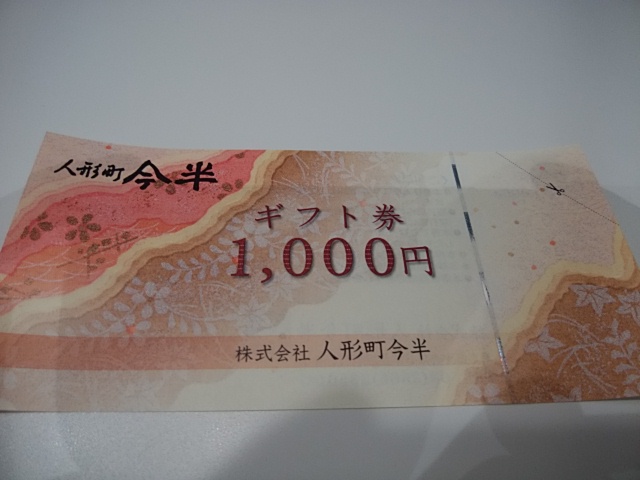 人形町今半
ギフト券
1,000円
株式会社 人形町今半